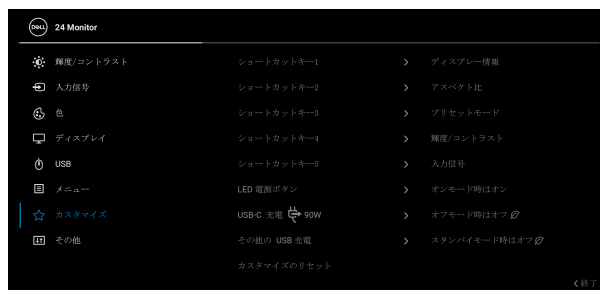 DELL 24 Monitor
輝度/コントラスト ショートカットキー1 ディスプレー情報
入力信号 ショートカットキー2 アスペクト比
色 ショートカットキー3 プリセットモード
ディスプレイ ショートカットキー4 輝度/コントラスト
USB ショートカットキー5 入力信号
メニュー LED 電源ボタン オンモード時はオン
カスタマイズ USB-C 充電 90W オフモード時はオフ
その他 その他の USB 充電 スタンバイモード時はオフ
カスタマイズのリセット
終了